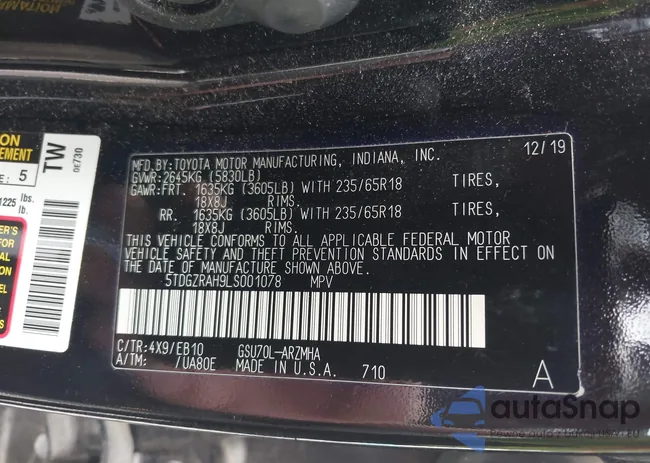 TW
0E730
5
1225 lbs.
MFD.BY:TOYOTA MOTOR MANUFACTURING, INDIANA, INC. 12/19
GVWR:2645KG (5830LB)
GAWR:FRT. 1635KG (3605LB) WITH 235/65R18 TIRES,
18X8J RIMS.
RR. 1635KG (3605LB) WITH 235/65R18 TIRES,
18X8J RIMS.
THIS VEHICLE CONFORMS TO ALL APPLICABLE FEDERAL MOTOR
VEHICLE SAFETY AND THEFT PREVENTION STANDARDS IN EFFECT ON
THE DATE OF MANUFACTURE SHOWN ABOVE.
5TDGZRAH9LS001078 MPV
C/TR:4X9/EB10 GSU70L-ARZMHA
A/TM: /UA80E MADE IN U.S.A. 710 A
autoSnap